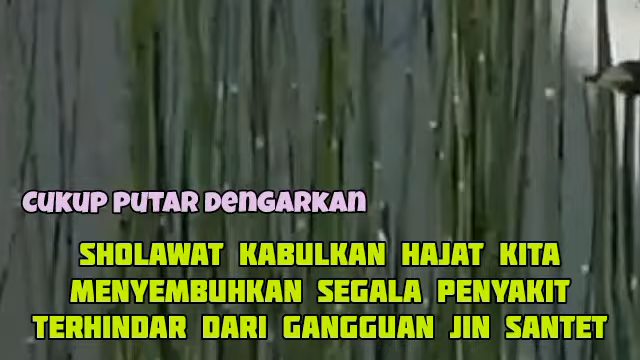 CUKUP PUTAR DENGARKAN
SHOLAWAT KABULKAN HAJAT KITA
MENYEMBUHKAN SEGALA PENYAKIT
TERHINDAR DARI GANGGUAN JIN SANTET